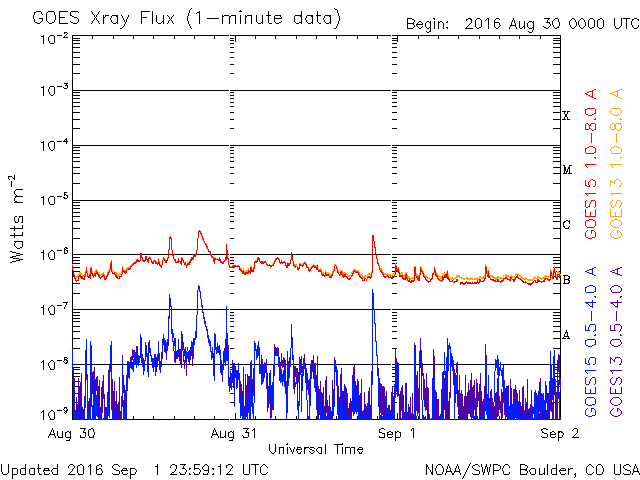 GOES Xray Flux (1-minute data)
Begin: 2016 Aug 30 0000 UTC
10⁻²
10⁻³
10⁻⁴
10⁻⁵
10⁻⁶
10⁻⁷
10⁻⁸
10⁻⁹
Watts m⁻²
X
M
C
B
A
GOES15 1.0-8.0 A
GOES13 1.0-8.0 A
GOES15 0.5-4.0 A
GOES13 0.5-4.0 A
Aug 30
Aug 31
Sep 1
Sep 2
Universal Time
Updated 2016 Sep 1 23:59:12 UTC
NOAA/SWPC Boulder, CO USA